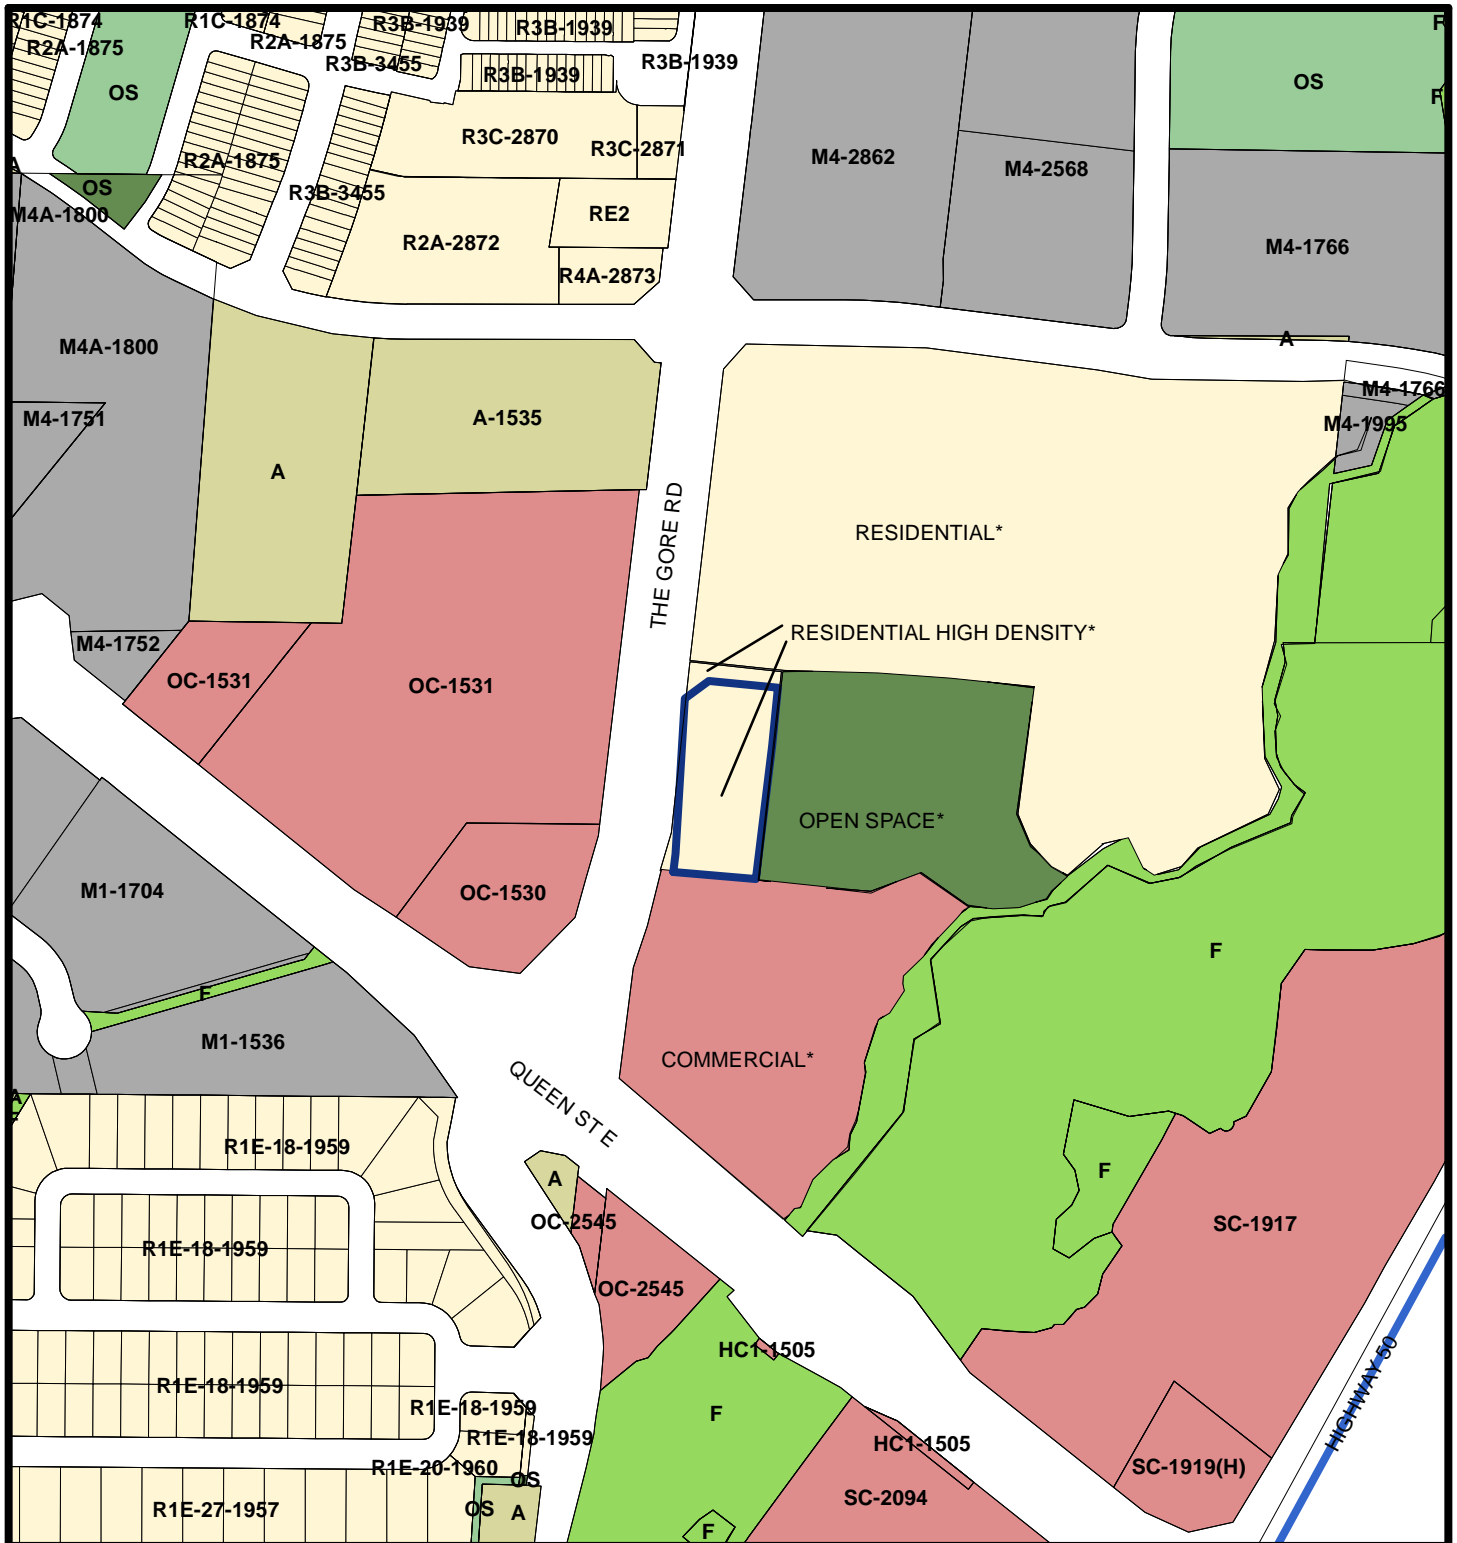 R1C-1874
R1C-1874
R3B-1939
R3B-1939
R
R2A-1875
R2A-1875
R3B-3455
R3B-1939
R3B-1939
OS
OS
F
R3C-2870
R3C-2871
M4-2862
M4-2568
A
R2A-1875
OS
R3B-3455
M4A-1800
RE2
R2A-2872
M4-1766
R4A-2873
M4A-1800
A
M4-1766
M4-1751
A-1535
M4-1995
A
THE GORE RD
RESIDENTIAL*
RESIDENTIAL HIGH DENSITY*
M4-1752
OC-1531
OC-1531
OPEN SPACE*
M1-1704
OC-1530
F
F
M1-1536
COMMERCIAL*
QUEEN ST E
A
F
R1E-18-1959
F
A
OC-2545
SC-1917
R1E-18-1959
OC-2545
HC1-1505
HIGHWAY 50
R1E-18-1959
R1E-18-1959
F
R1E-18-1959
HC1-1505
R1E-20-1960
SC-1919(H)
OS
SC-2094
R1E-27-1957
OS
A
F